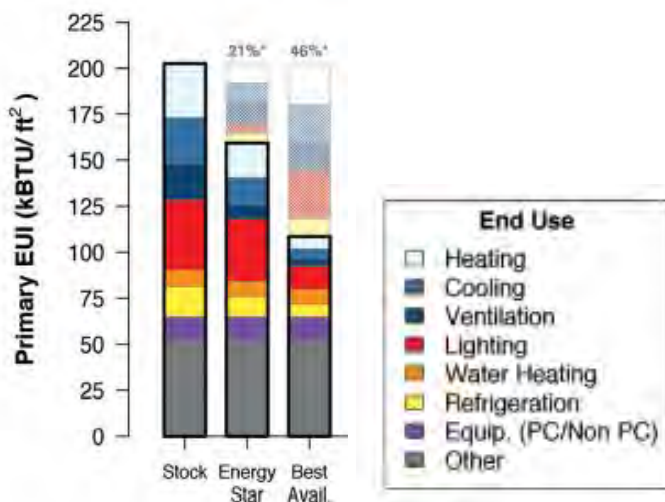 225
200
175
150
125
100
75
50
25
0
Primary EUI (kBTU/ft²)
21%*
46%*
Stock
Energy
Star
Best
Avail.
End Use
Heating
Cooling
Ventilation
Lighting
Water Heating
Refrigeration
Equip. (PC/Non PC)
Other